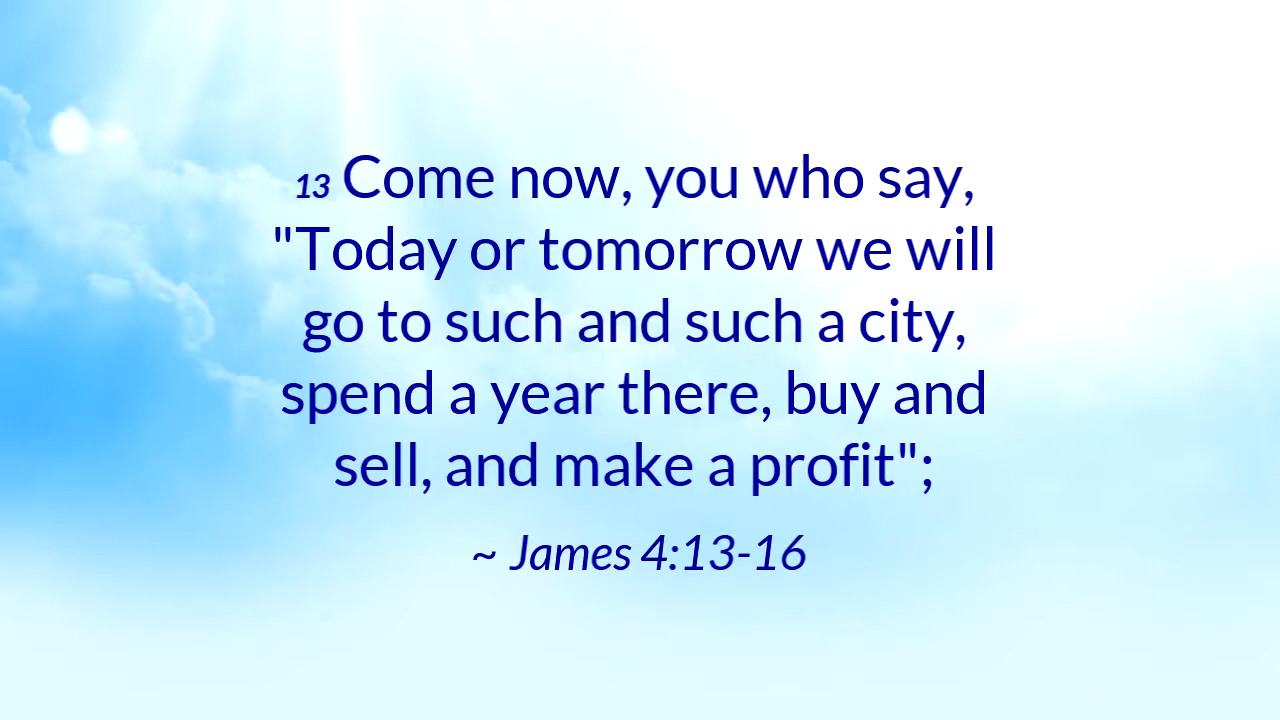 13 Come now, you who say,
"Today or tomorrow we will
go to such and such a city,
spend a year there, buy and
sell, and make a profit";
~ James 4:13-16